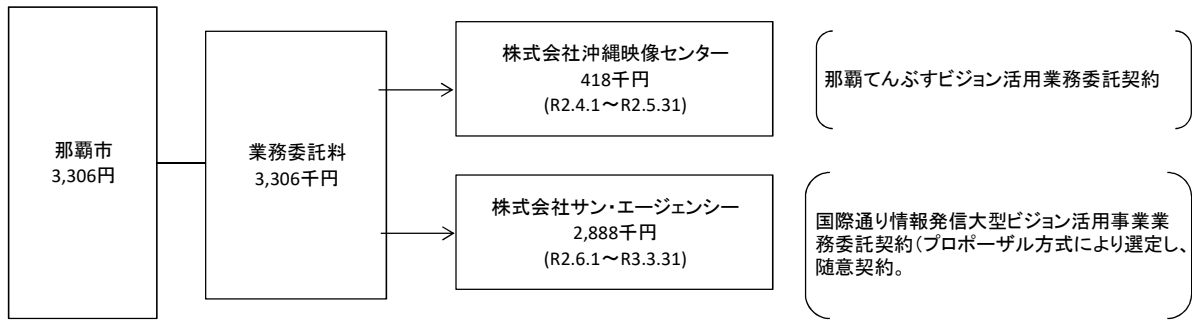 那覇市
3,306円
業務委託料
3,306千円
株式会社沖縄映像センター
418千円
(R2.4.1～R2.5.31)
那覇てんぶすビジョン活用業務委託契約
株式会社サン・エージェンシー
2,888千円
(R2.6.1～R3.3.31)
国際通り情報発信大型ビジョン活用事業業
務委託契約(プロポーザル方式により選定し、
随意契約。